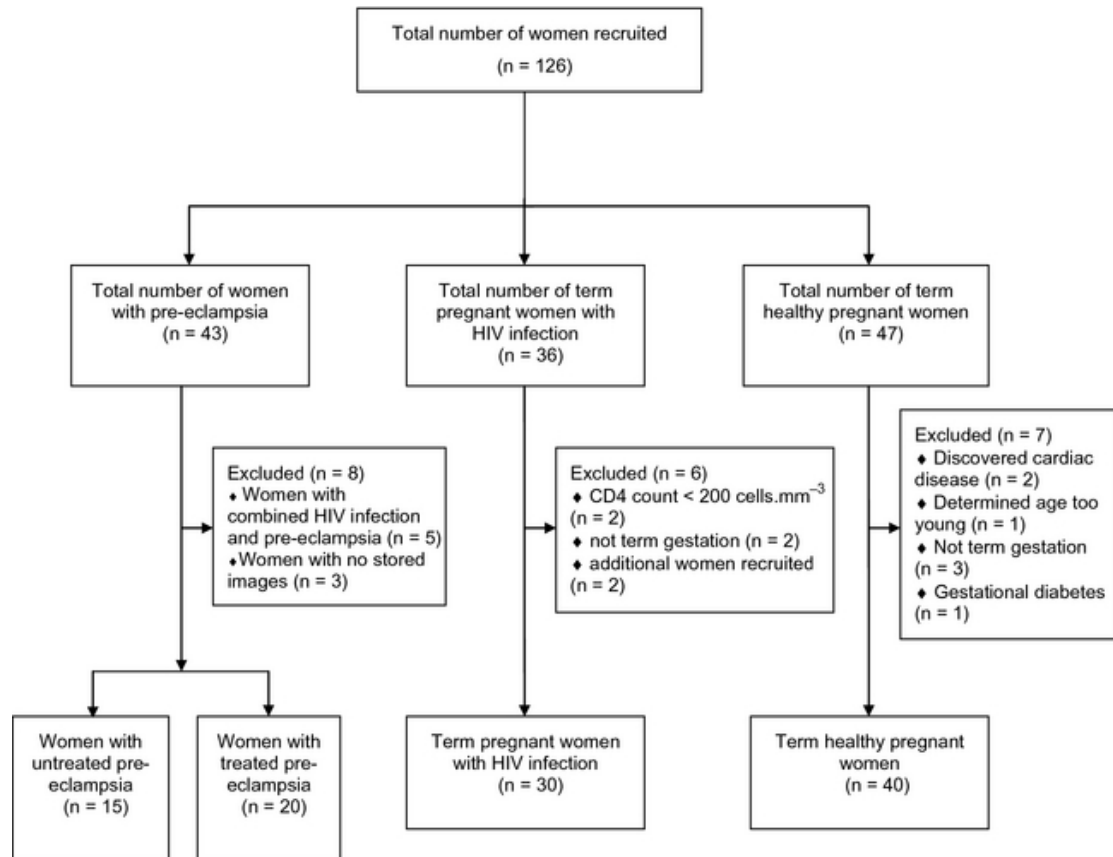 Total number of women recruited
(n = 126)
Total number of women
with pre-eclampsia
(n = 43)
Total number of term
pregnant women with
HIV infection
(n = 36)
Total number of term
healthy pregnant women
(n = 47)
Excluded (n = 8)
♦ Women with
combined HIV infection
and pre-eclampsia (n = 5)
♦Women with no stored
images (n = 3)
Excluded (n = 6)
♦ CD4 count < 200 cells.mm⁻³
(n = 2)
♦ not term gestation (n = 2)
♦ additional women recruited
(n = 2)
Excluded (n = 7)
♦ Discovered cardiac
disease (n = 2)
♦ Determined age too
young (n = 1)
♦ Not term gestation
(n = 3)
♦ Gestational diabetes
(n = 1)
Women with
untreated pre-
eclampsia
(n = 15)
Women with
treated pre-
eclampsia
(n = 20)
Term pregnant women
with HIV infection
(n = 30)
Term healthy pregnant
women
(n = 40)